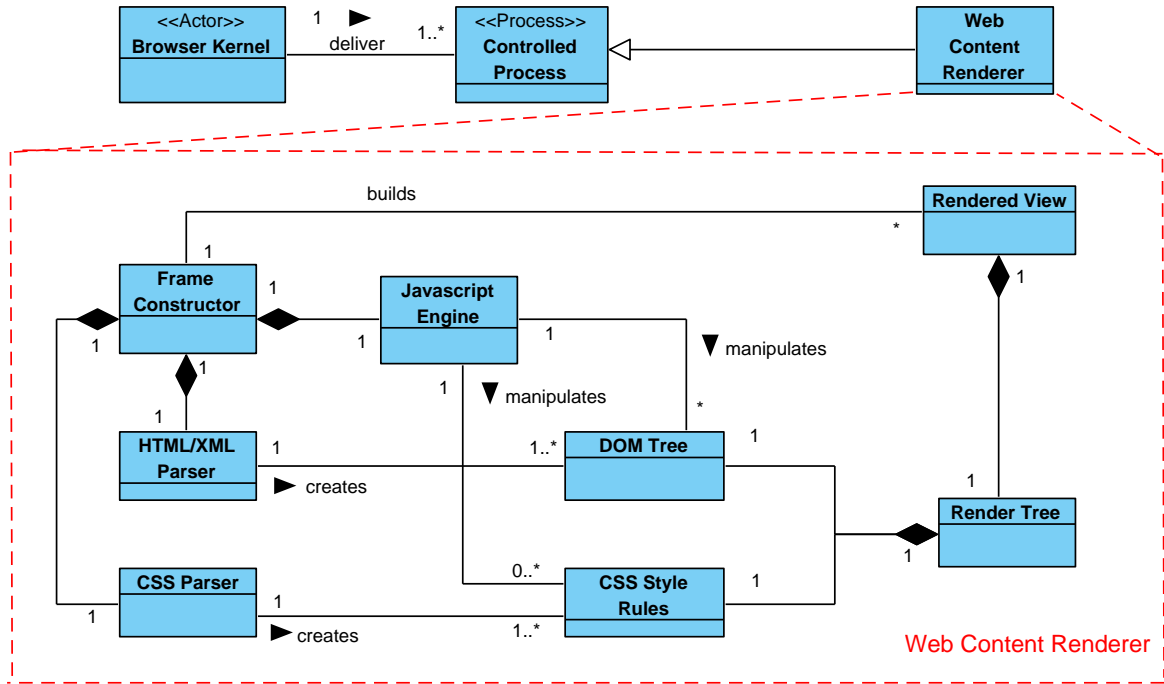 <<Actor>>
Browser Kernel
1
deliver
1..*
<<Process>>
Controlled
Process
Web
Content
Renderer
builds
1
*
Rendered View
1
Frame
Constructor
1
1
1
Javascript
Engine
1
1
1
manipulates
manipulates
1
*
1
HTML/XML
Parser
1
creates
1..*
DOM Tree
1
1
Render Tree
1
CSS Parser
1
1
creates
0..*
1..*
CSS Style
Rules
1
Web Content Renderer